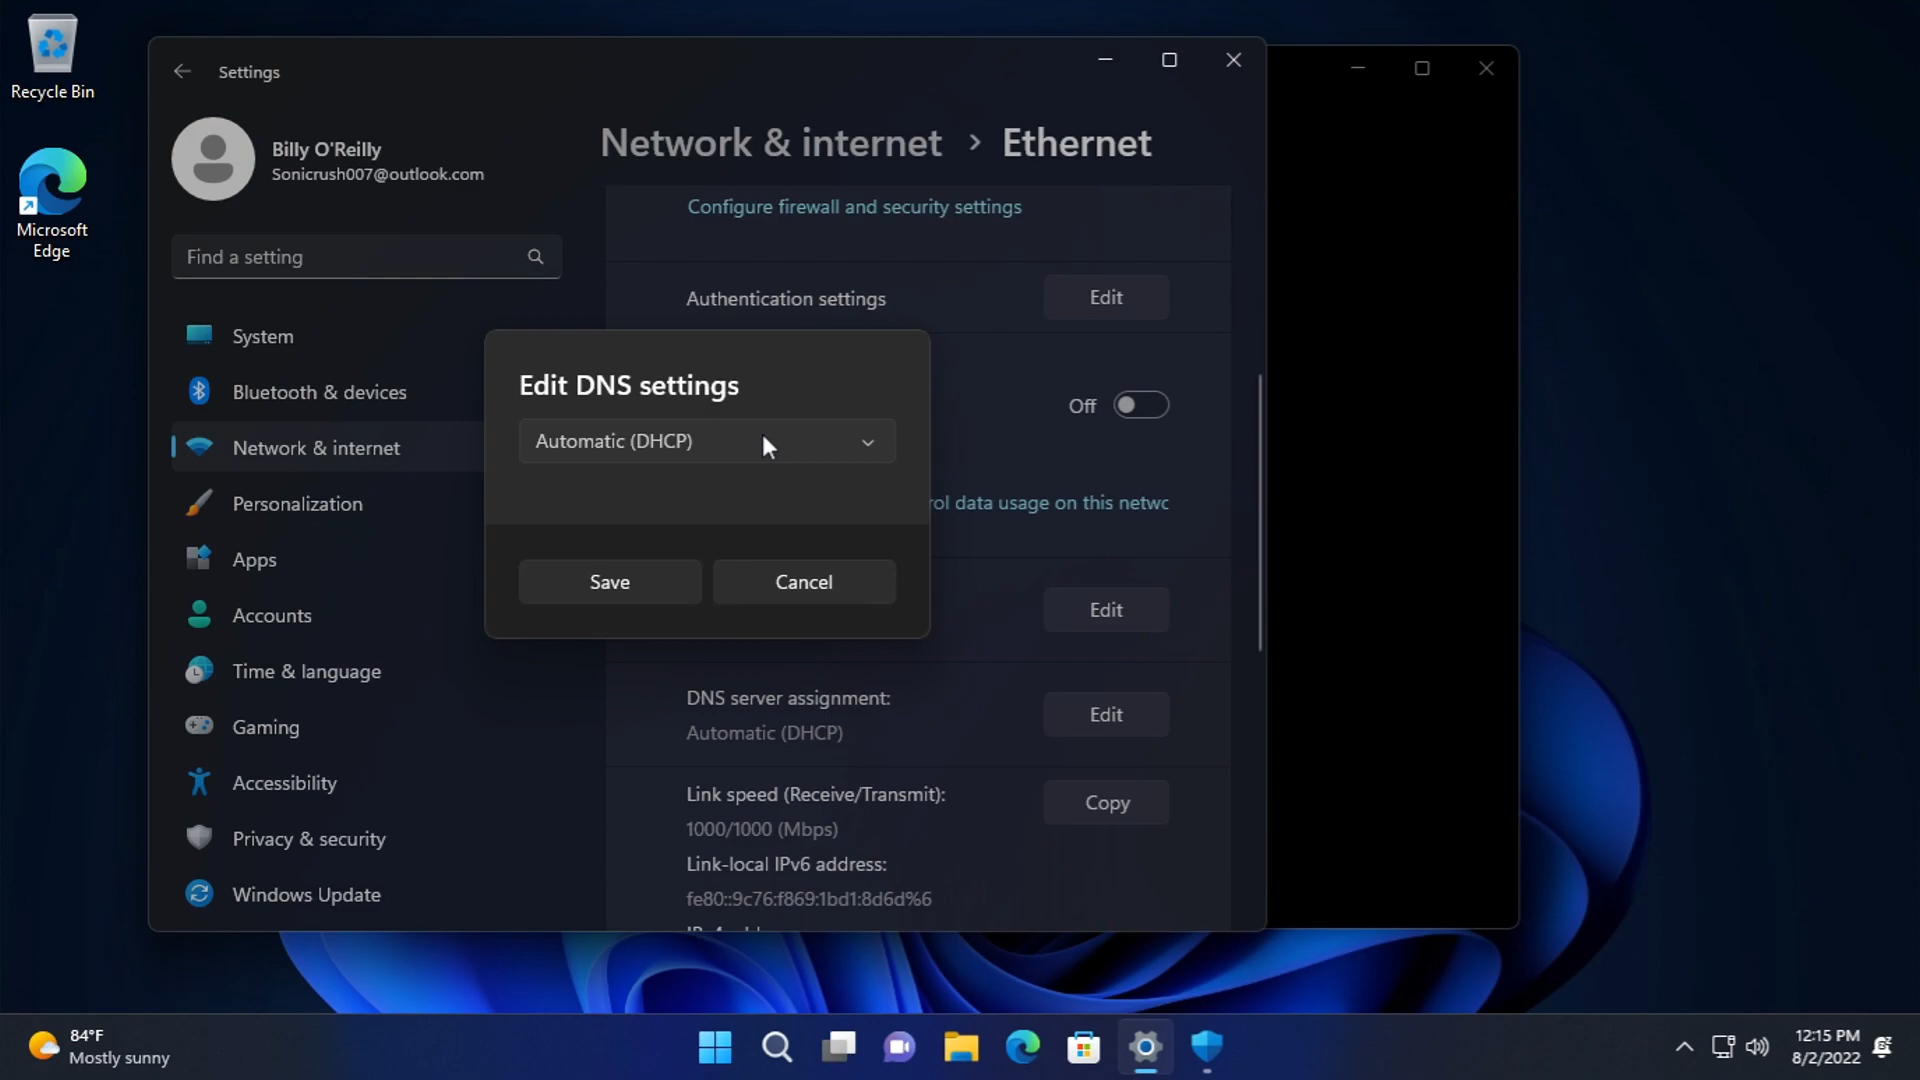 Recycle Bin
Microsoft
Edge
Settings
Billy O'Reilly
Sonicrush007@outlook.com
Find a setting
System
Bluetooth & devices
Network & internet
Personalization
Apps
Accounts
Time & language
Gaming
Accessibility
Privacy & security
Windows Update
Network & internet › Ethernet
Configure firewall and security settings
Authentication settings
Edit
Off
rol data usage on this netwc
Edit
Edit DNS settings
Automatic (DHCP)
Save
Cancel
DNS server assignment:
Automatic (DHCP)
Edit
Link speed (Receive/Transmit):
1000/1000 (Mbps)
Copy
Link-local IPv6 address:
fe80::9c76:f869:1bd1:8d6d%6
84°F
Mostly sunny
12:15 PM
8/2/2022